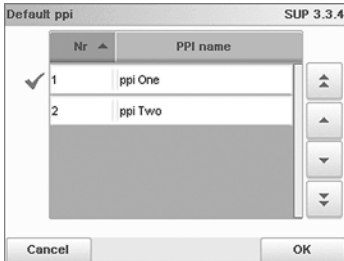 Default ppi SUP 3.3.4
Nr PPI name
1 ppi One
2 ppi Two
Cancel OK